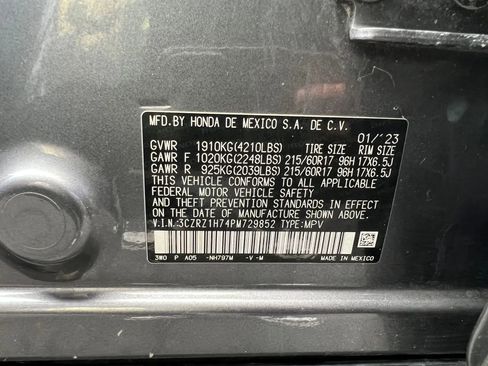 MFD.BY HONDA DE MEXICO S.A. DE C.V.
01/'23
GVWR 1910KG(4210LBS) TIRE SIZE RIM SIZE
GAWR F 1020KG(2248LBS) 215/60R17 96H 17X6.5J
GAWR R 925KG(2039LBS) 215/60R17 96H 17X6.5J
THIS VEHICLE CONFORMS TO ALL APPLICABLE
FEDERAL MOTOR VEHICLE SAFETY
AND THEFT PREVENTION STANDARDS IN EFFECT
ON THE DATE OF MANUFACTURE SHOWN ABOVE.
V.I.N.:3CZRZ1H74PM729852 TYPE:MPV
3W0 P A05 -NH797M -V -M MADE IN MEXICO